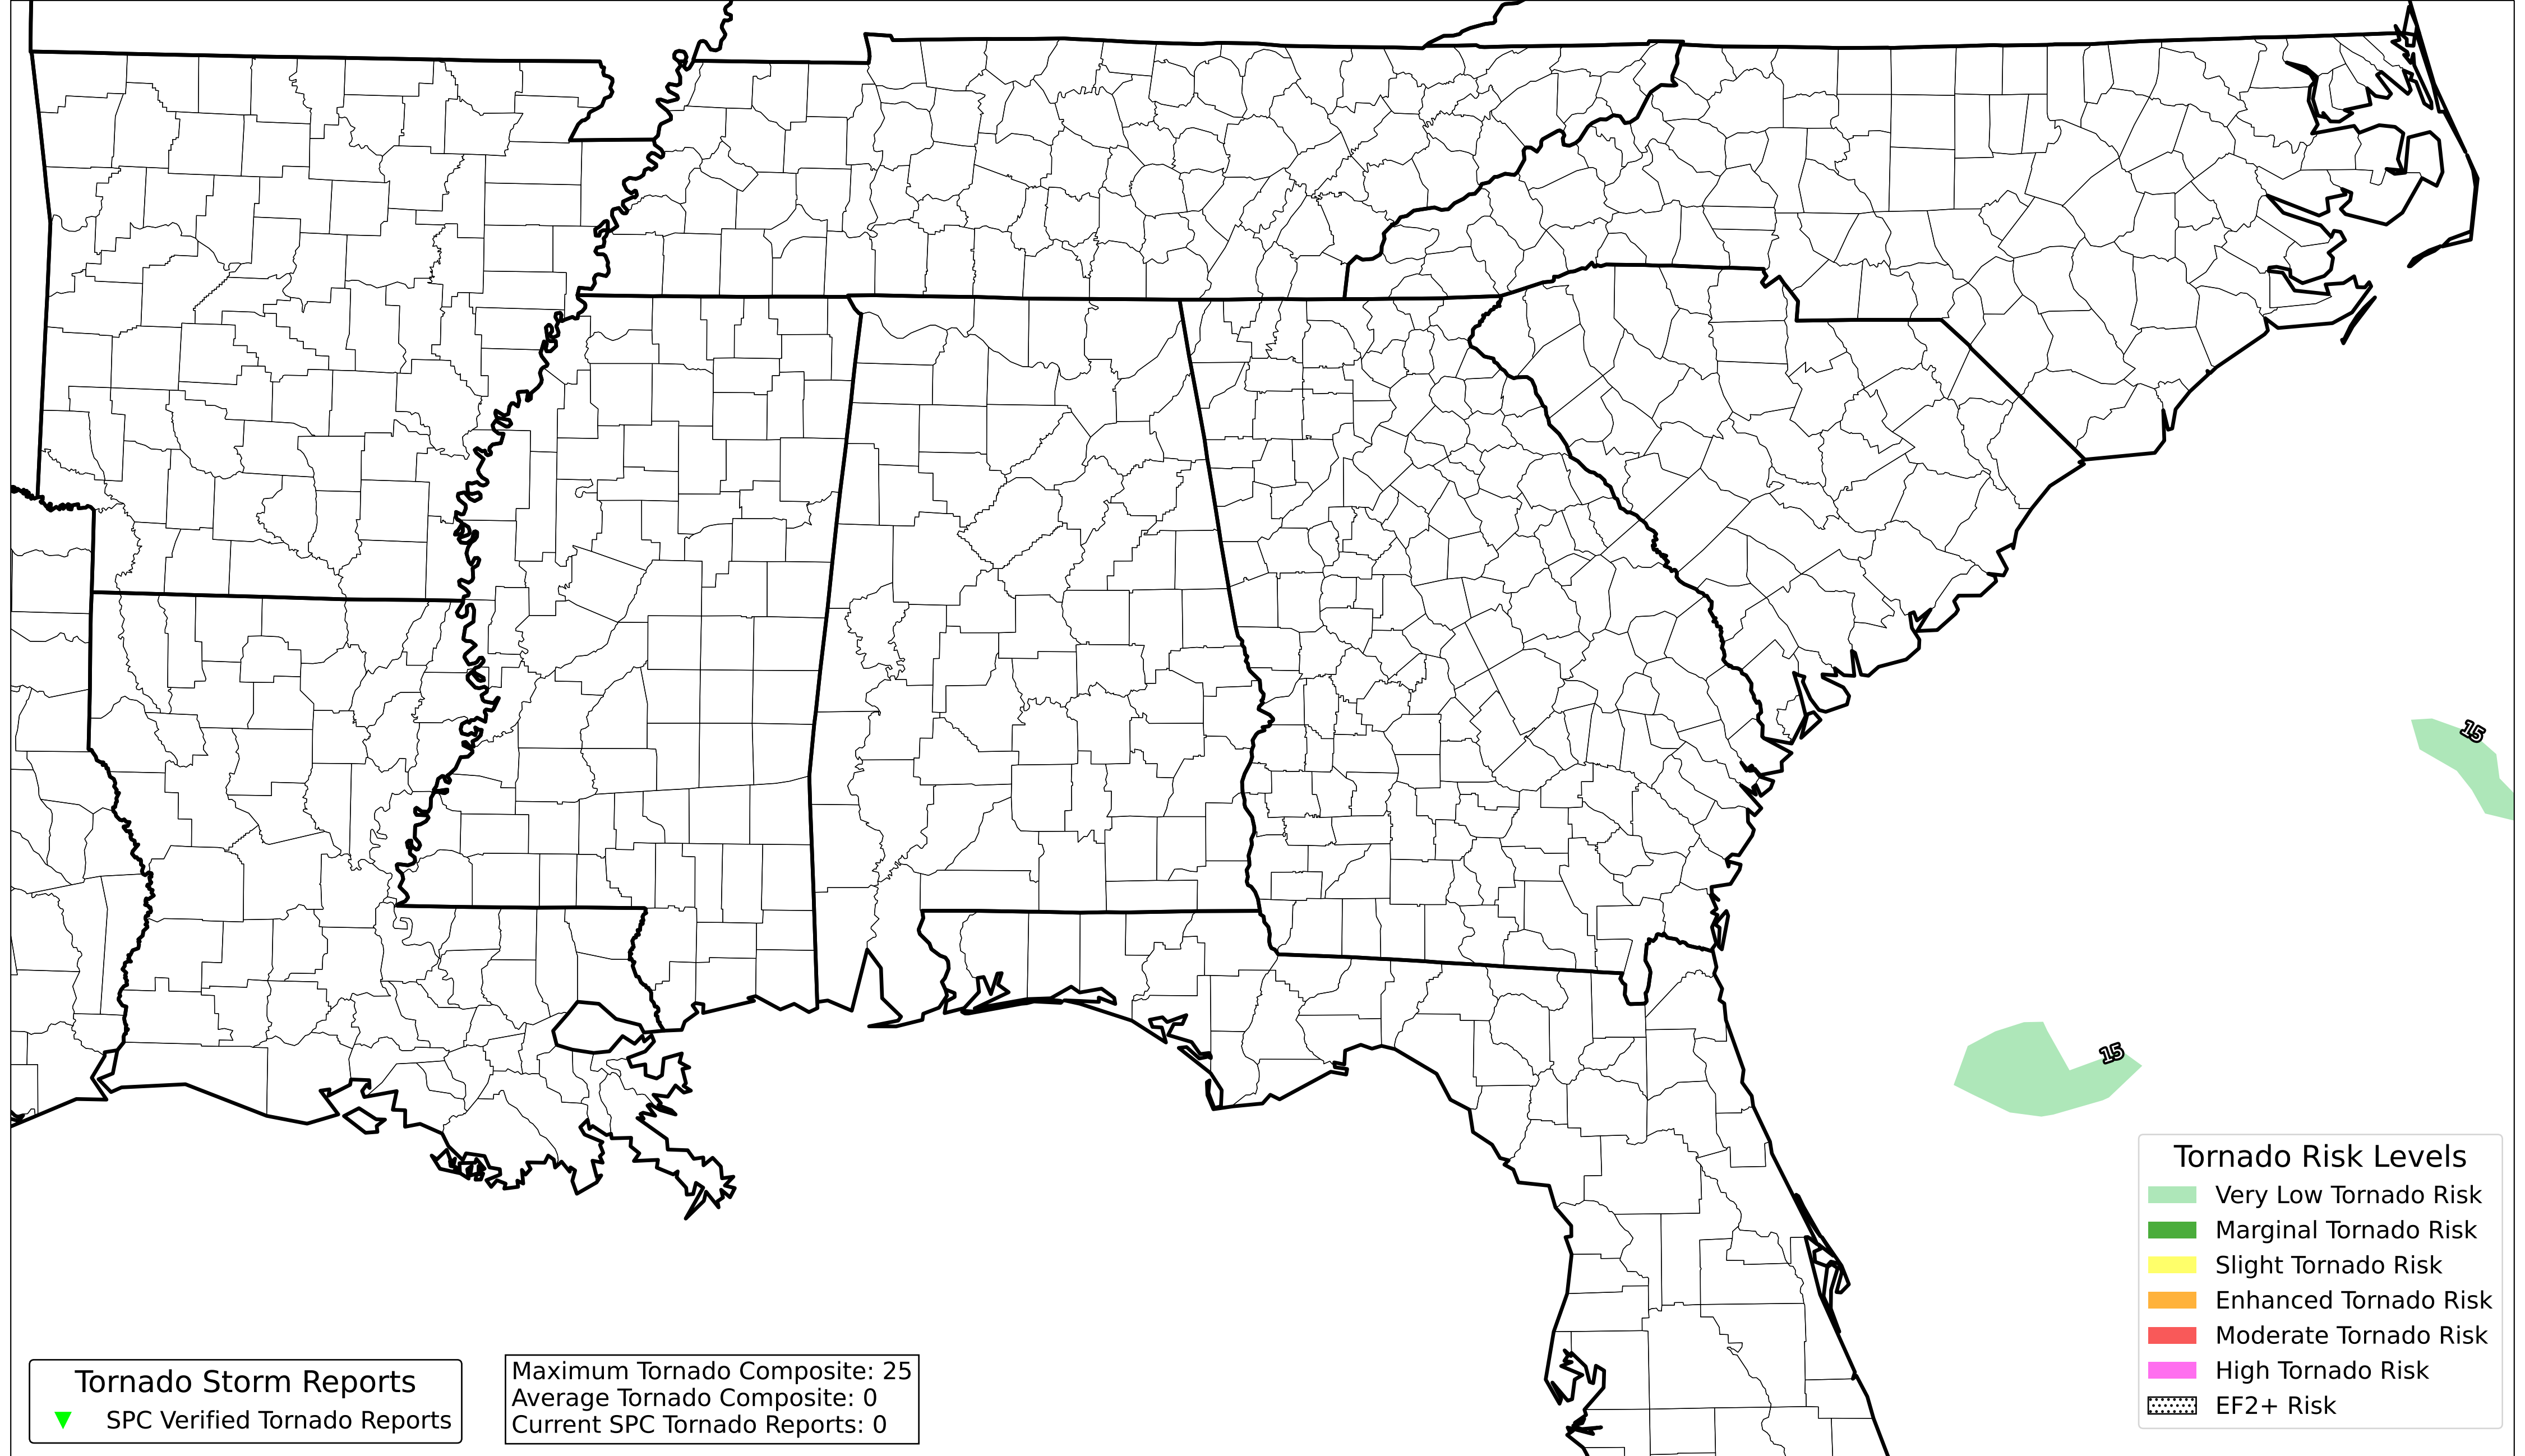 15
15
Tornado Risk Levels
Very Low Tornado Risk
Marginal Tornado Risk
Slight Tornado Risk
Enhanced Tornado Risk
Moderate Tornado Risk
High Tornado Risk
EF2+ Risk
Tornado Storm Reports
SPC Verified Tornado Reports
Maximum Tornado Composite: 25
Average Tornado Composite: 0
Current SPC Tornado Reports: 0